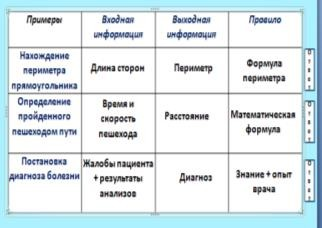 Примеры
Входная
информация
Выходная
информация
Правило
Нахождение
периметра
прямоугольника
Длина сторон
Периметр
Формула
периметра
Ответ
Определение
пройденного
пешеходом пути
Время и
скорость
пешехода
Расстояние
Математическая
формула
Ответ
Постановка
диагноза болезни
Жалобы пациента
+ результаты
анализов
Диагноз
Знание + опыт
врача
Ответ